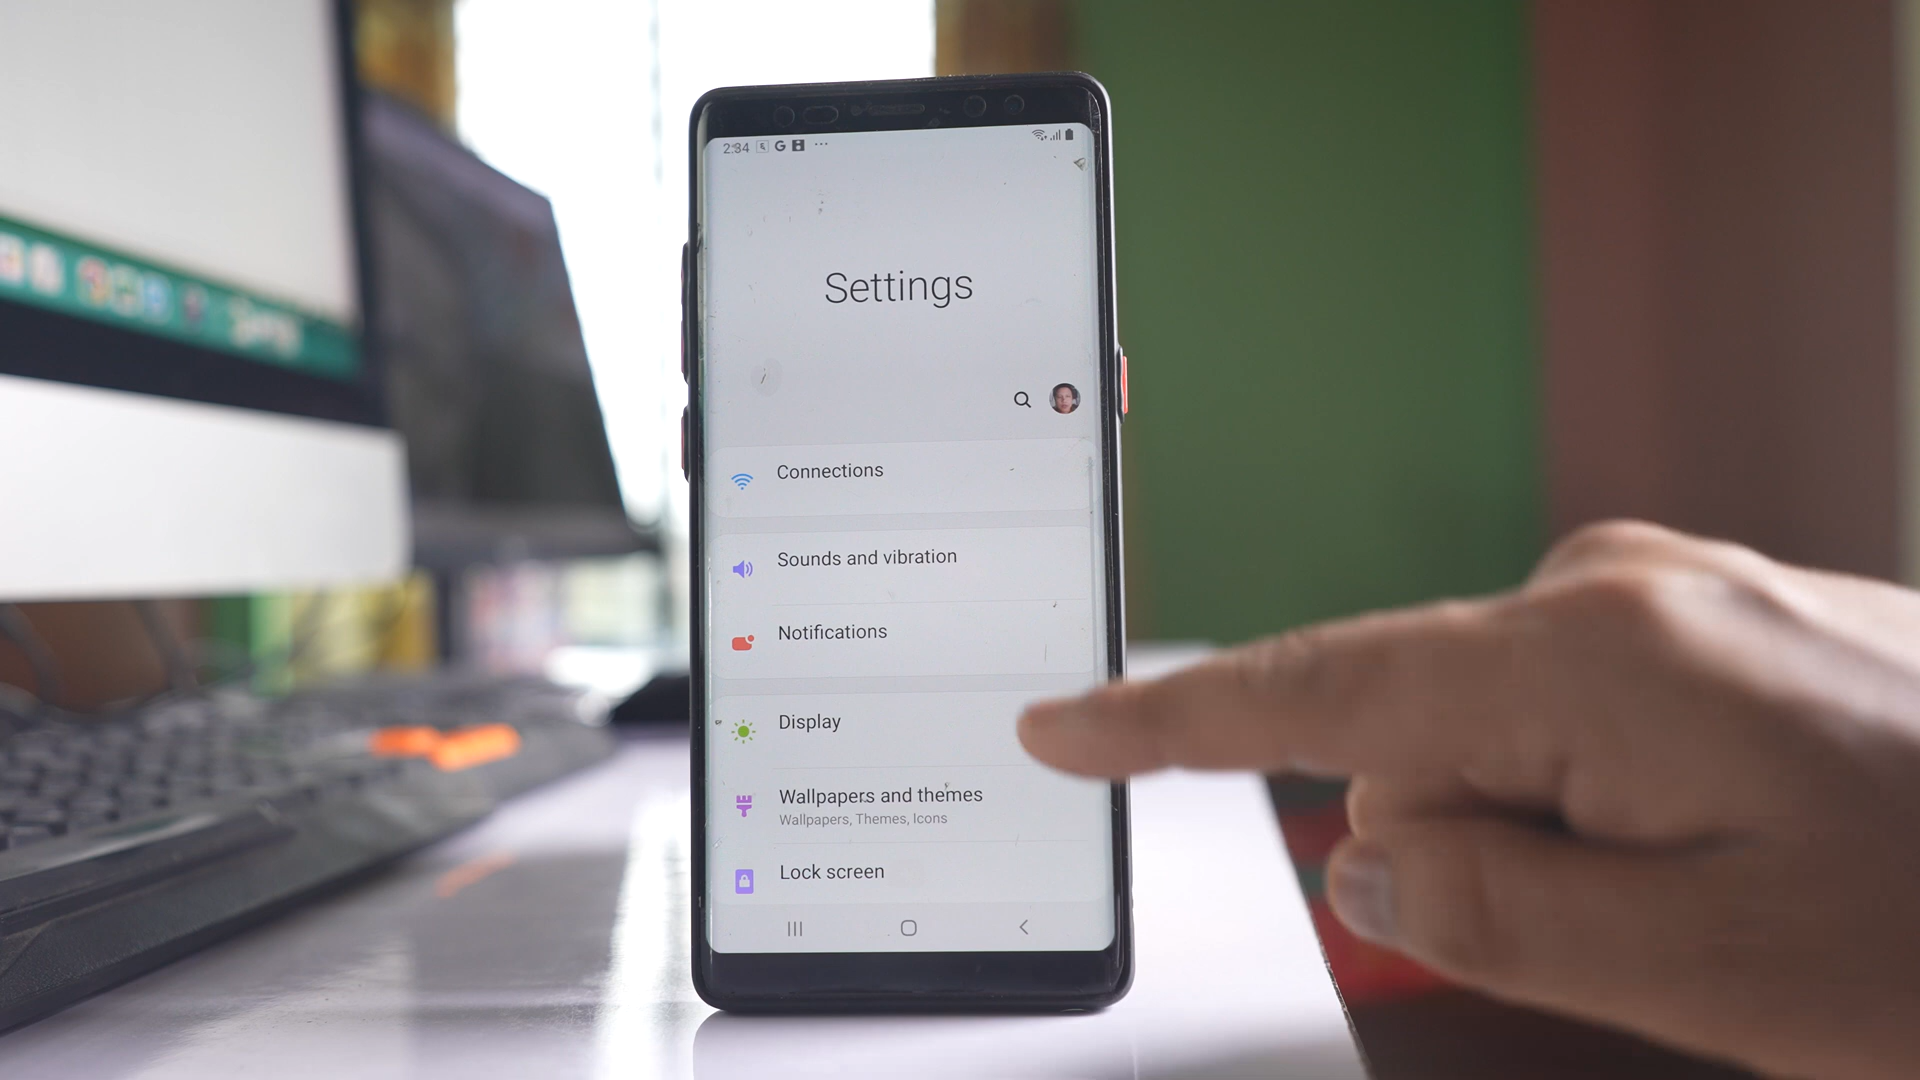 2:34 G
Settings
Connections
Sounds and vibration
Notifications
Display
Wallpapers and themes
Wallpapers, Themes, Icons
Lock screen